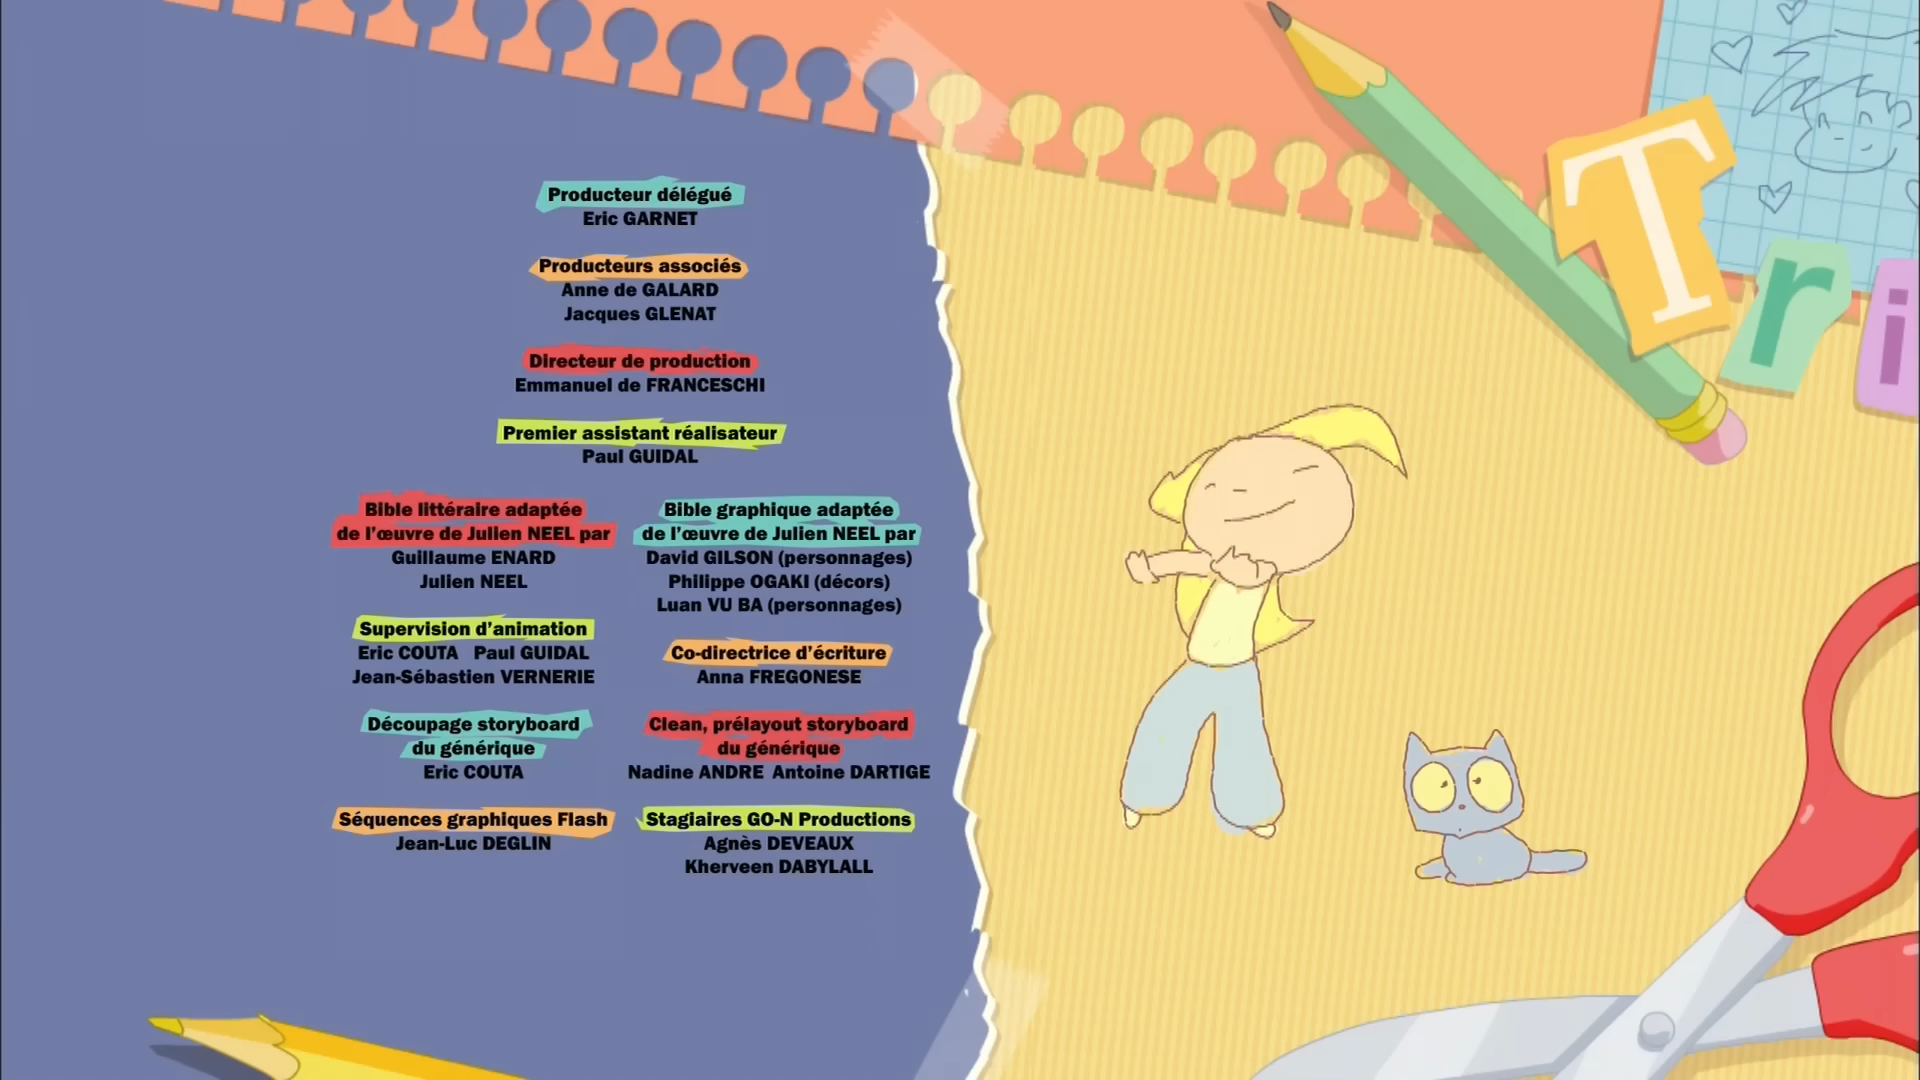 Producteur délégué
Eric GARNET
Producteurs associés
Anne de GALARD
Jacques GLENAT
Directeur de production
Emmanuel de FRANCESCHI
Premier assistant réalisateur
Paul GUIDAL
Bible littéraire adaptée
de l'œuvre de Julien NEEL par
Guillaume ENARD
Julien NEEL
Bible graphique adaptée
de l'œuvre de Julien NEEL par
David GILSON (personnages)
Philippe OGAKI (décors)
Luan VU BA (personnages)
Supervision d'animation
Eric COUTA Paul GUIDAL
Jean-Sébastien VERNERIE
Co-directrice d'écriture
Anna FREGONESE
Découpage storyboard
du générique
Eric COUTA
Clean, prélayout storyboard
du générique
Nadine ANDRE Antoine DARTIGE
Séquences graphiques Flash
Jean-Luc DEGLIN
Stagiaires GO-N Productions
Agnès DEVEAUX
Kherveen DABYLALL
Tri